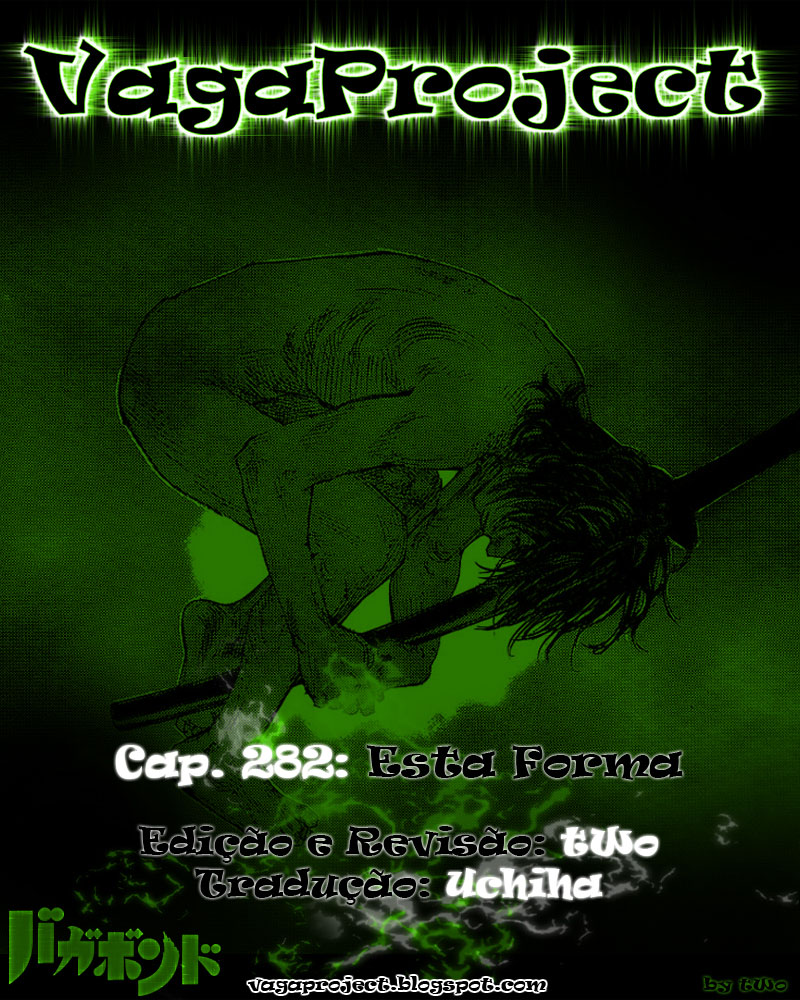 VagaProject
Cap. 282: Esta Forma
Edição e Revisão: tWo
Tradução: Uchiha
バガボンド
vagaproject.blogspot.com
by tWo